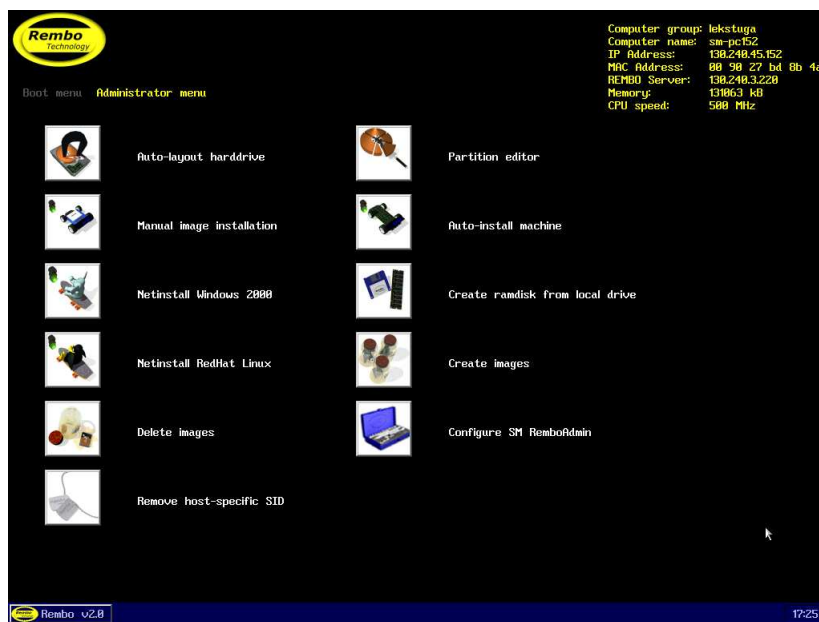 Rembo
Technology
Computer group: lekstuga
Computer name: sm-pc152
IP Address: 130.240.45.152
MAC Address: 00 90 27 bd 8b 4a
REMBO Server: 130.240.3.220
Memory: 131063 kB
CPU speed: 500 MHz
Boot menu Administrator menu
Auto-layout harddrive
Partition editor
Manual image installation
Auto-install machine
Netinstall Windows 2000
Create ramdisk from local drive
Netinstall RedHat Linux
Create images
Delete images
Configure SM RemboAdmin
Remove host-specific SID
Rembo v2.0
17:25